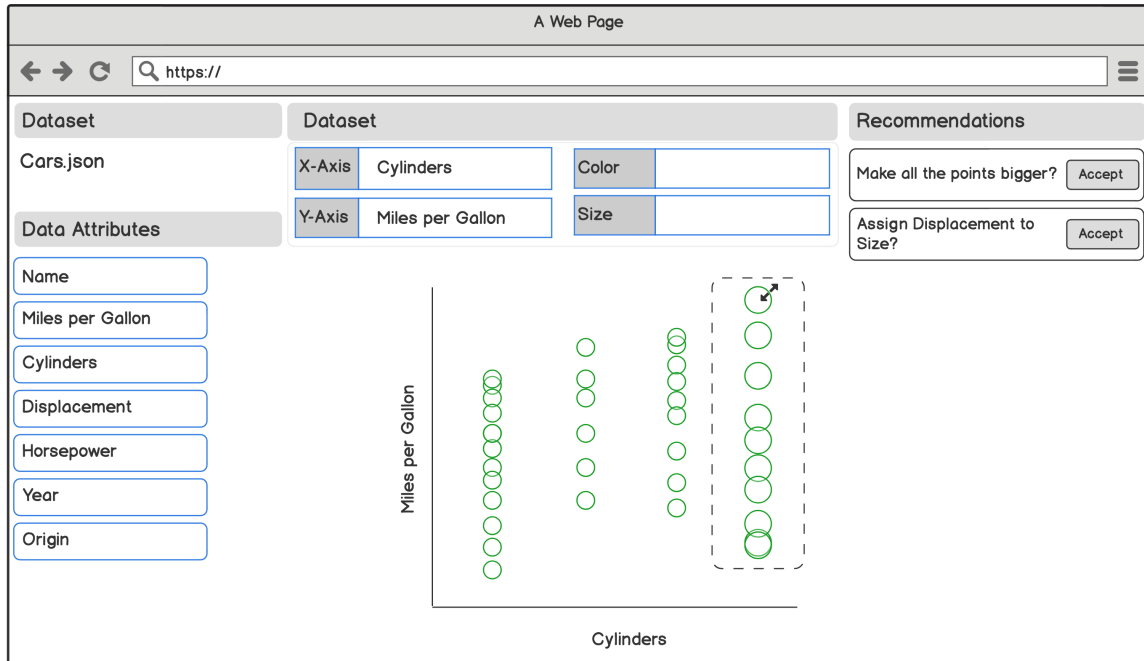 A Web Page
https://
Dataset
Cars.json
Data Attributes
Name
Miles per Gallon
Cylinders
Displacement
Horsepower
Year
Origin
Dataset
X-Axis Cylinders
Y-Axis Miles per Gallon
Color
Size
Miles per Gallon
Cylinders
Recommendations
Make all the points bigger? Accept
Assign Displacement to
Size?
Accept